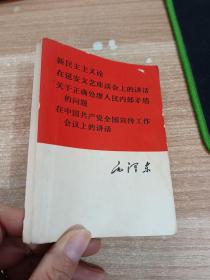 新民主主义论
在延安文艺座谈会上的讲话
关于正确处理人民内部矛盾
的问题
在中国共产党全国宣传工作
会议上的讲话
毛泽东